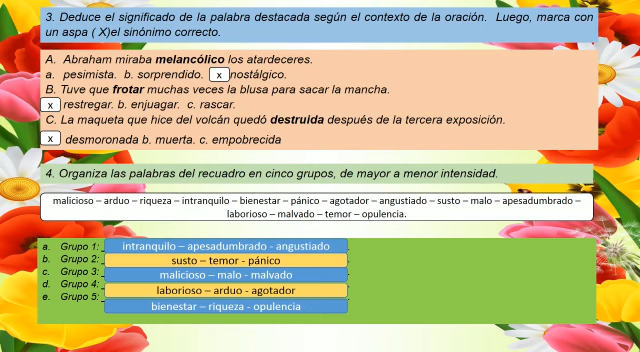 3. Deduce el significado de la palabra destacada según el contexto de la oración. Luego, marca con
un aspa ( X)el sinónimo correcto.
A. Abraham miraba melancólico los atardeceres.
a. pesimista. b. sorprendido. x nostálgico.
B. Tuve que frotar muchas veces la blusa para sacar la mancha.
x restregar. b. enjuagar. c. rascar.
C. La maqueta que hice del volcán quedó destruida después de la tercera exposición.
x desmoronada b. muerta. c. empobrecida
4. Organiza las palabras del recuadro en cinco grupos, de mayor a menor intensidad.
malicioso – arduo – riqueza – intranquilo – bienestar – pánico – agotador – angustiado – susto – malo – apesadumbrado –
laborioso – malvado – temor – opulencia.
a. Grupo 1: intranquilo – apesadumbrado - angustiado
b. Grupo 2: susto – temor - pánico
c. Grupo 3: malicioso – malo - malvado
d. Grupo 4: laborioso – arduo - agotador
e. Grupo 5: bienestar – riqueza - opulencia